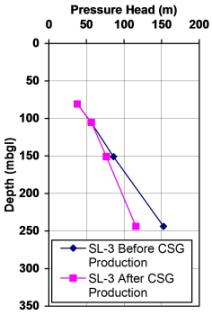 Pressure Head (m)
0 50 100 150 200
0
50
100
150
200
250
300
350
Depth (mbgl)
SL-3 Before CSG
Production
SL-3 After CSG
Production